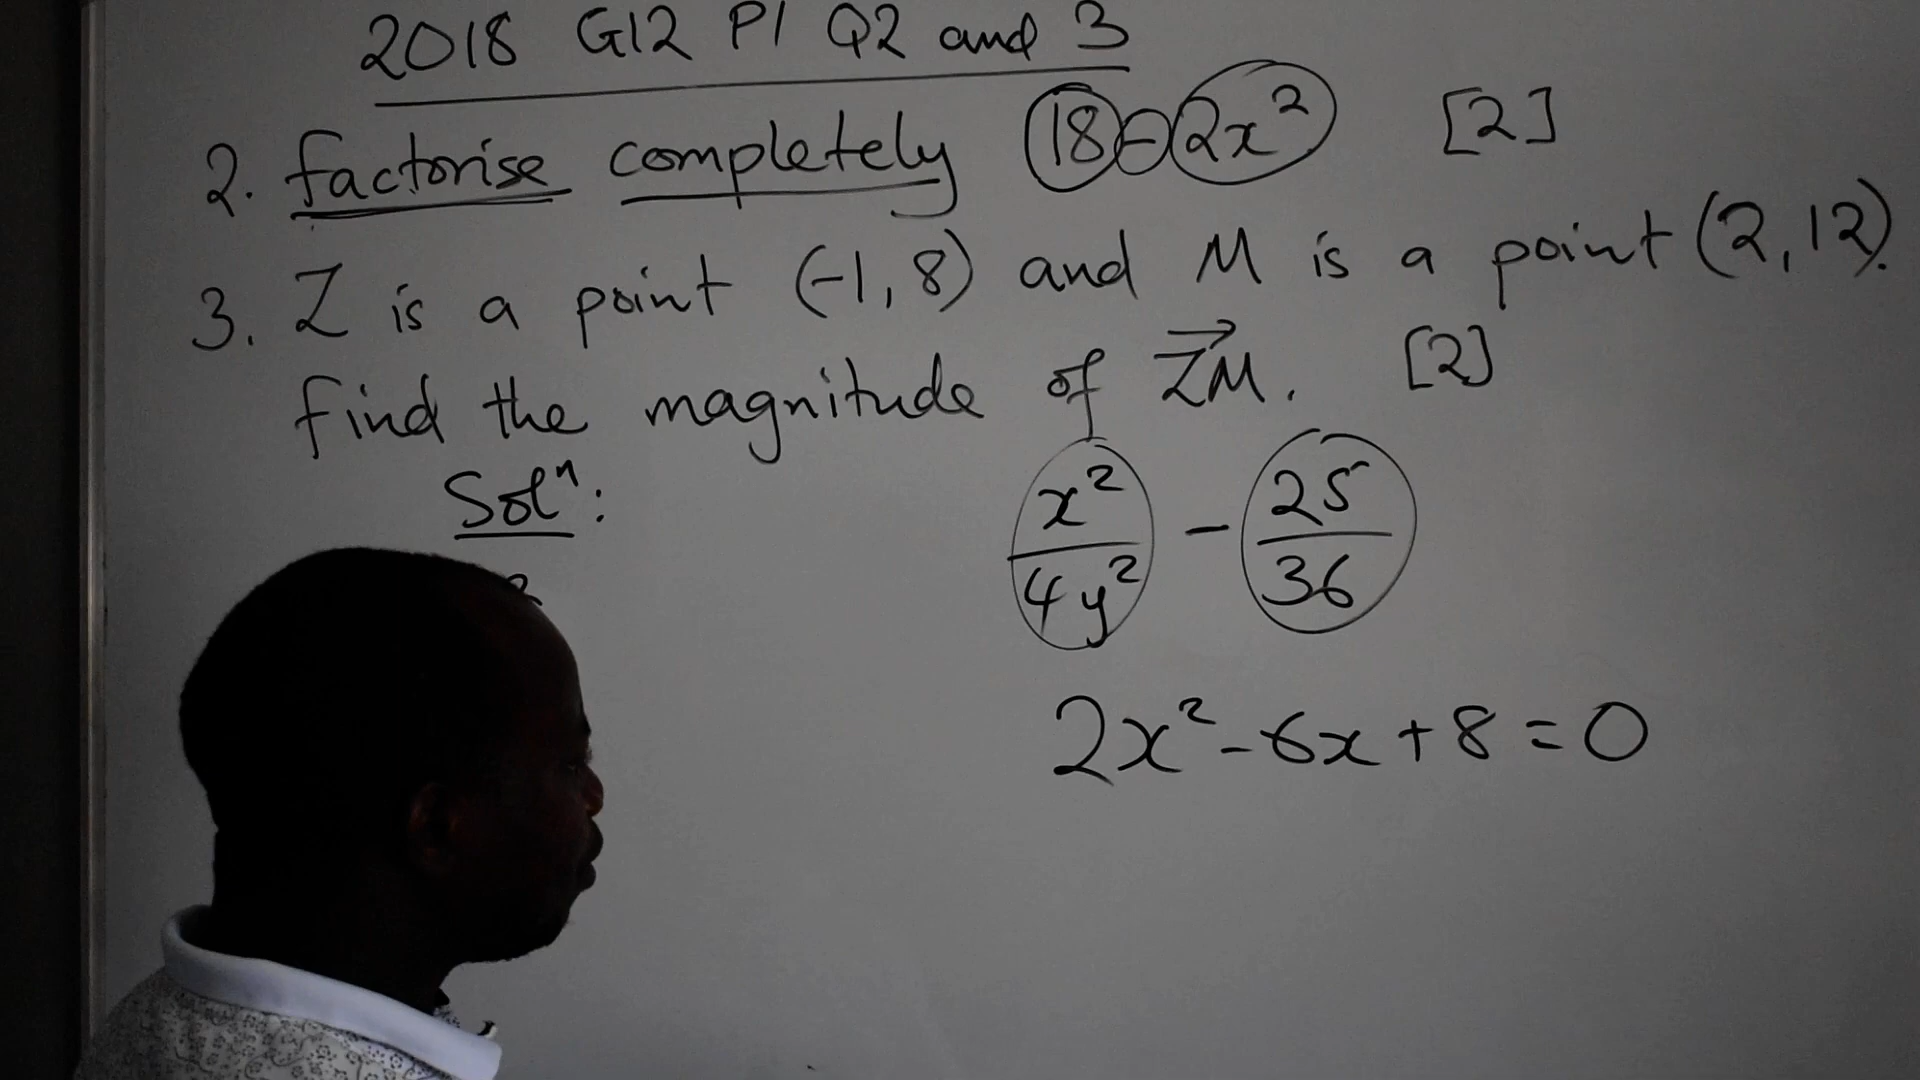 2018 G12 P1 Q2 and 3
2. factorise completely 18-2x² [2]
3. Z is a point (-1,8) and M is a point (2,12).
find the magnitude of ZM. [2]
Solⁿ:
x²/4y² - 25/36
2x²-6x+8=0